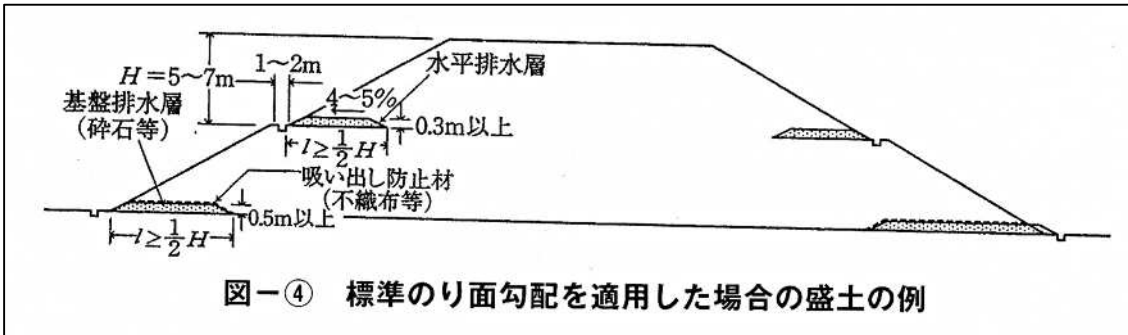 H=5〜7m
1〜2m
水平排水層
基盤排水層
(砕石等)
4〜5%
0.3m以上
l≥1/2H
吸い出し防止材
(不織布等)
0.5m以上
l≥1/2H
図ー④ 標準のり面勾配を適用した場合の盛土の例